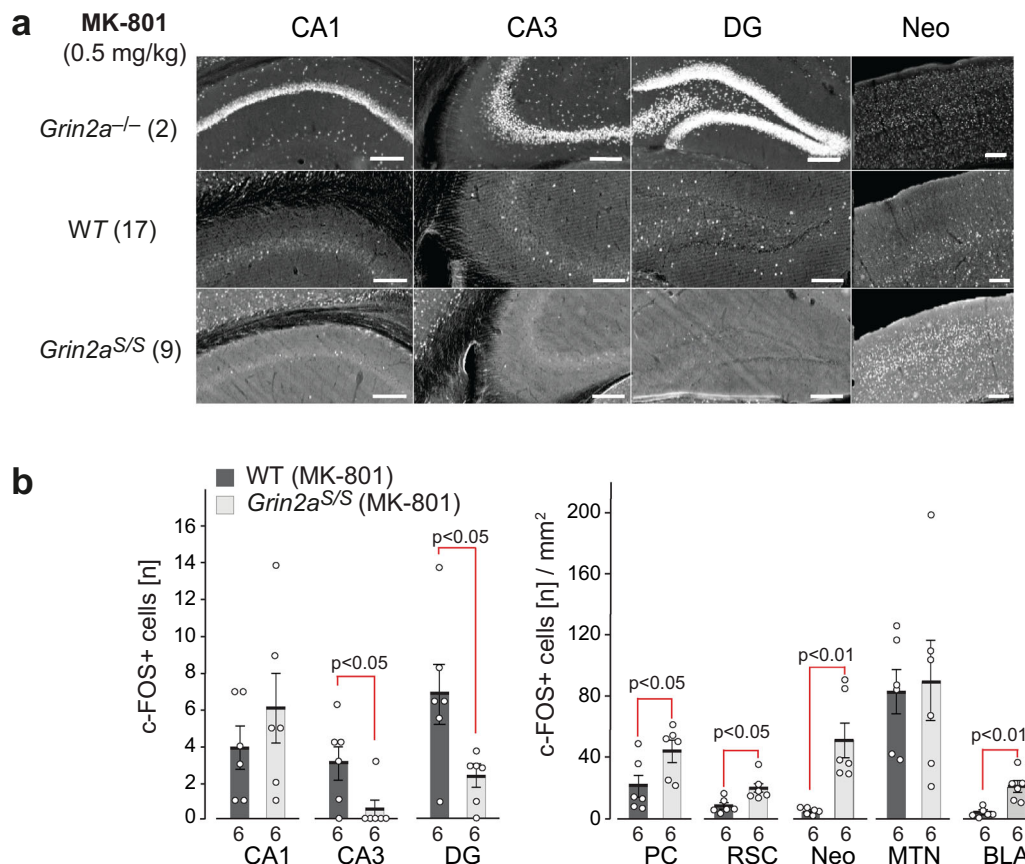 a
MK-801
(0.5 mg/kg)
CA1 CA3 DG Neo
Grin2a–/– (2)
WT (17)
Grin2aS/S (9)
b
WT (MK-801)
Grin2aS/S (MK-801)
c-FOS+ cells [n]
16
14
12
10
8
6
4
2
0
p<0.05
p<0.05
6 6 6 6 6 6
CA1 CA3 DG
c-FOS+ cells [n] / mm²
200
160
120
80
40
0
p<0.05
p<0.05
p<0.01
p<0.01
6 6 6 6 6 6 6 6 6 6
PC RSC Neo MTN BLA